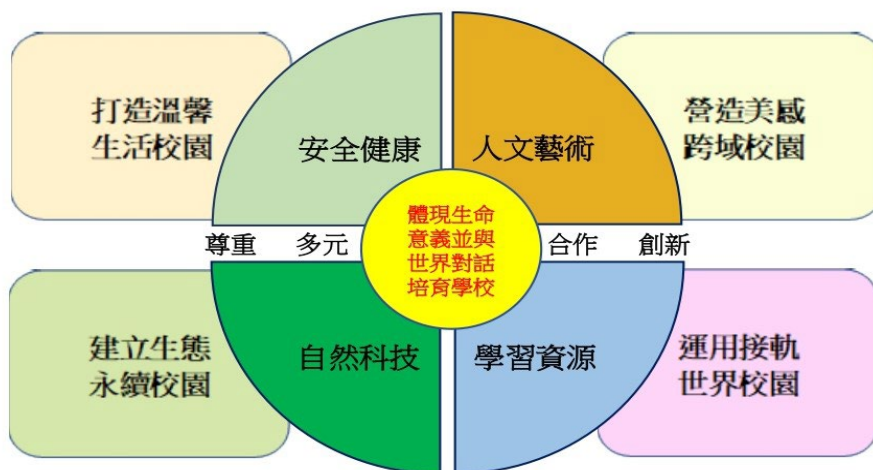 打造溫馨
生活校園
安全健康
人文藝術
營造美感
跨域校園
體現生命
意義並與
世界對話
培育學校
尊重 多元 合作 創新
建立生態
永續校園
自然科技
學習資源
運用接軌
世界校園